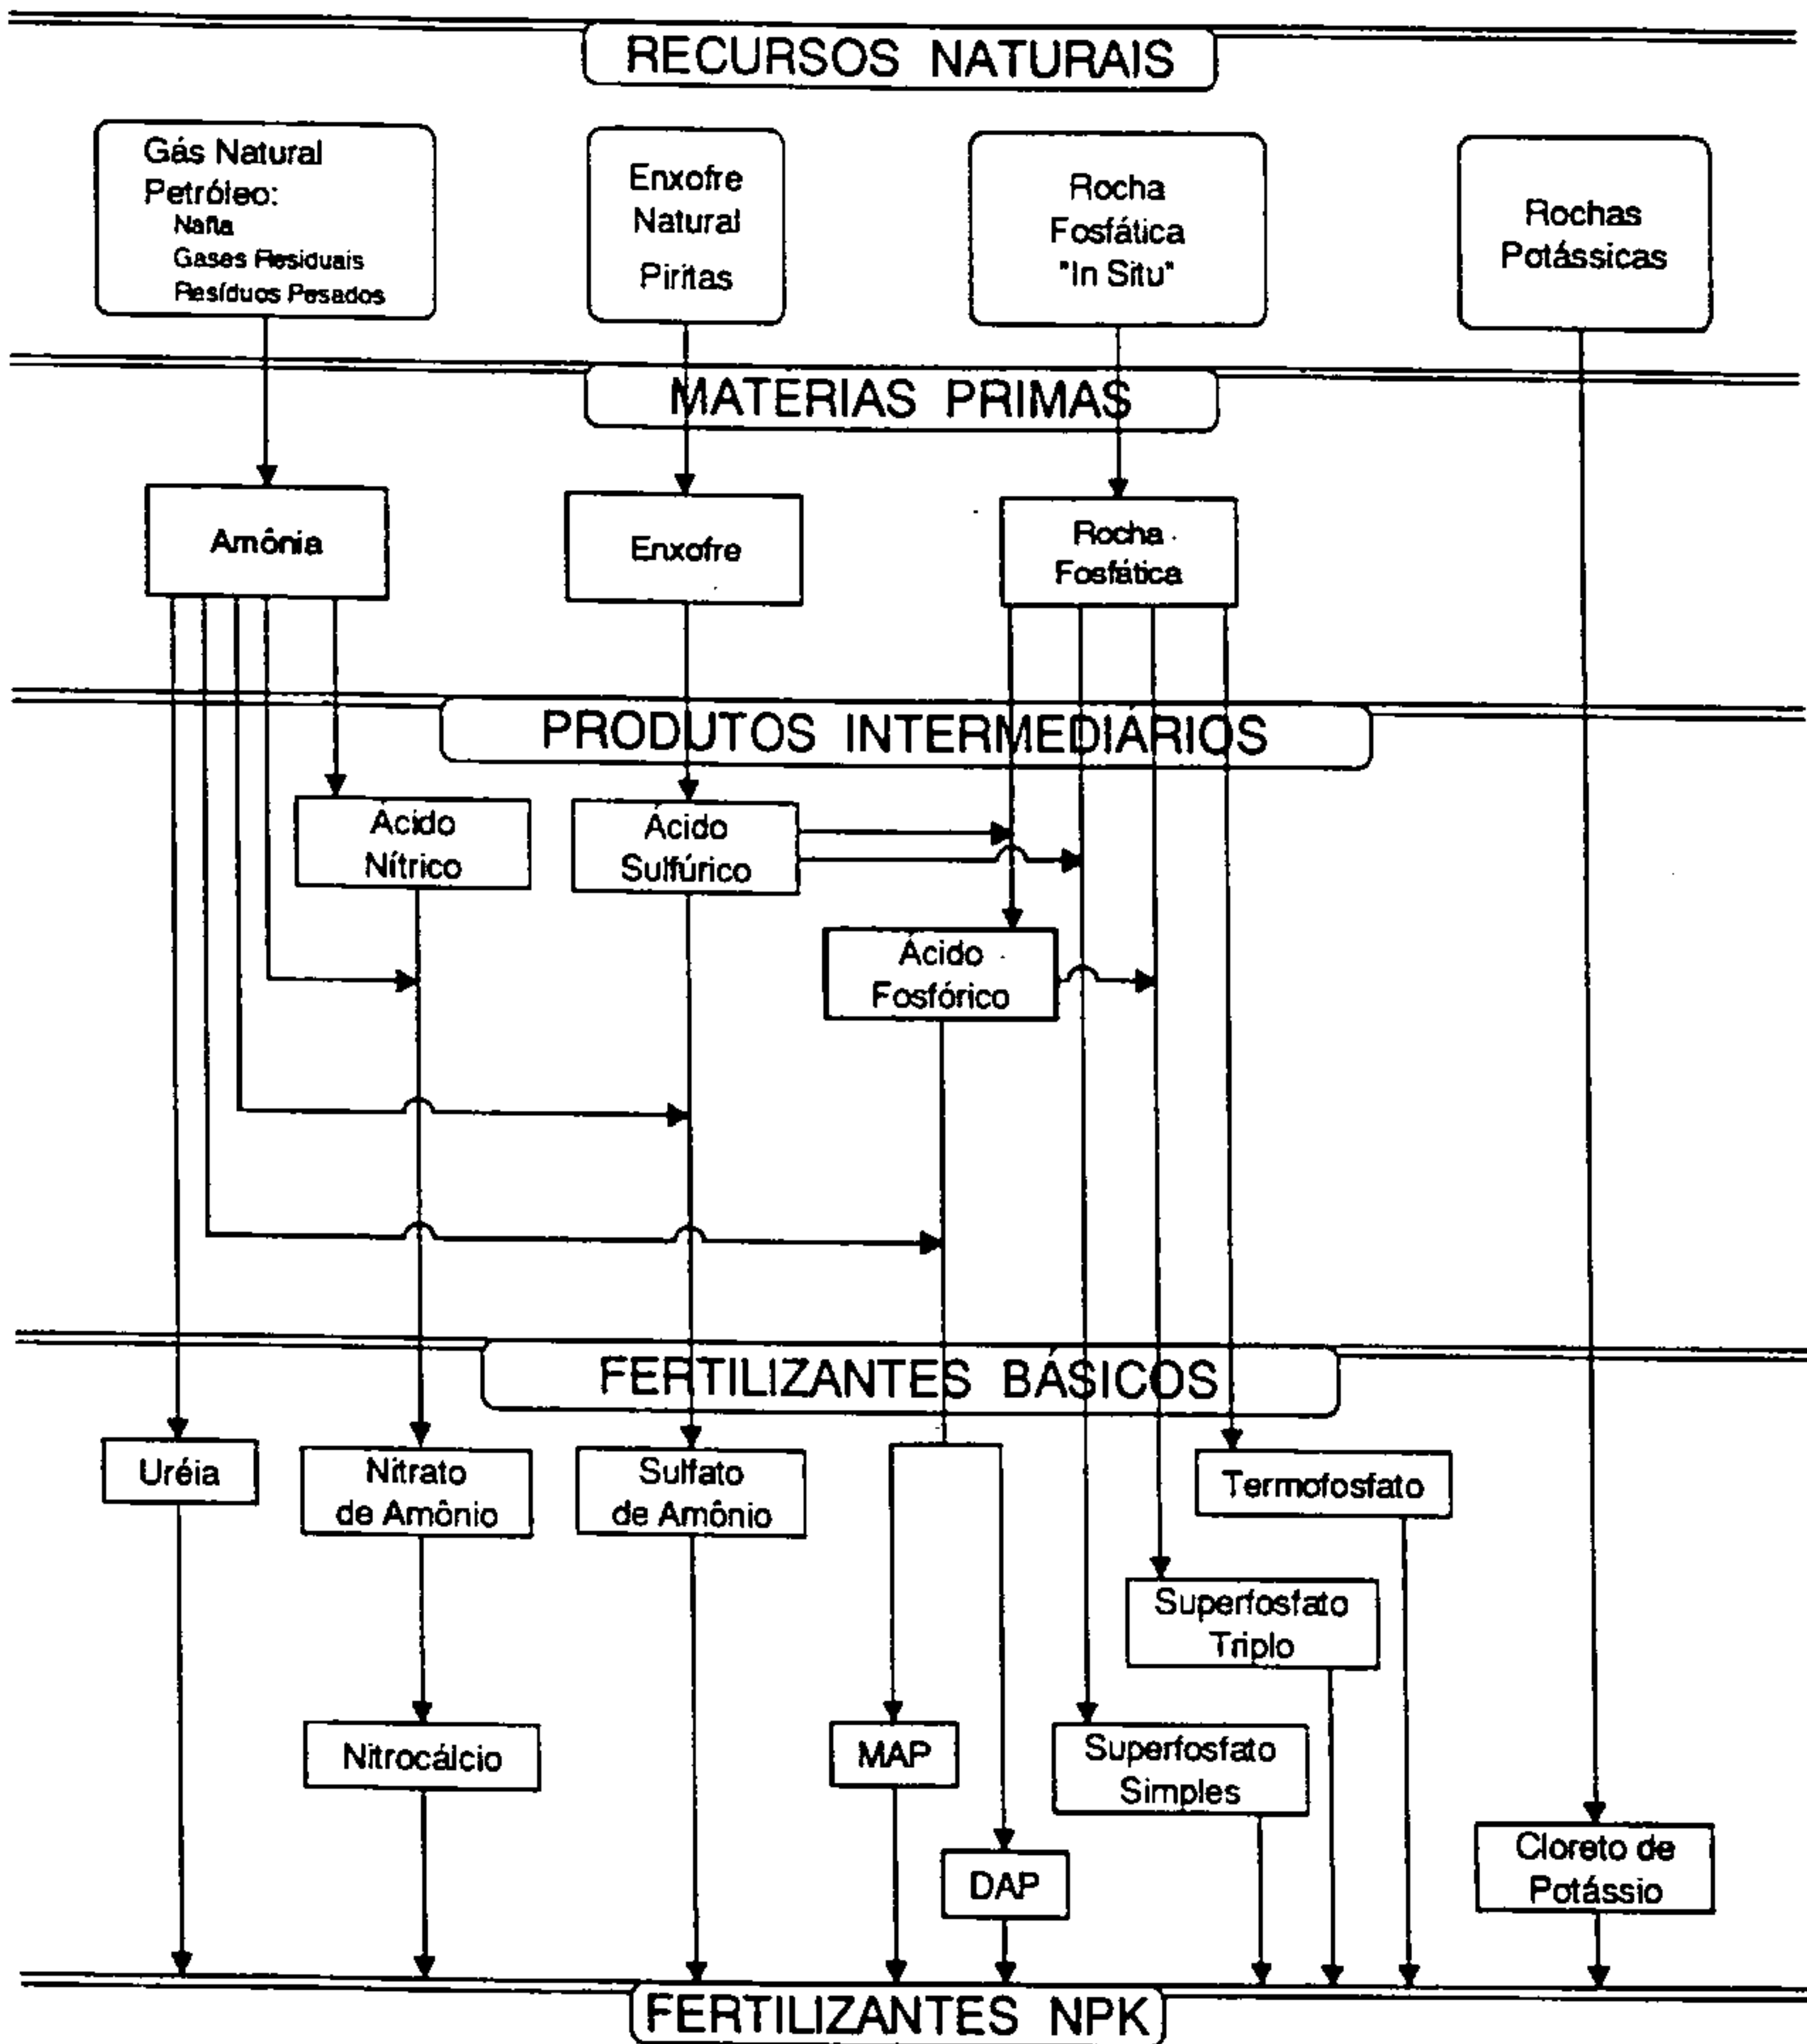 RECURSOS NATURAIS
Gás Natural
Petróleo:
Nafta
Gases Residuais
Resíduos Pesados
Enxofre
Natural
Piritas
Rocha
Fosfática
"In Situ"
Rochas
Potássicas
MATERIAS PRIMAS
Amônia
Enxofre
Rocha
Fosfática
PRODUTOS INTERMEDIÁRIOS
Ácido
Nítrico
Ácido
Sulfúrico
Ácido
Fosfórico
FERTILIZANTES BÁSICOS
Uréia
Nitrato
de Amônio
Sulfato
de Amônio
Termofosfato
Superfosfato
Triplo
Nitrocálcio
MAP
Superfosfato
Simples
DAP
Cloreto de
Potássio
FERTILIZANTES NPK